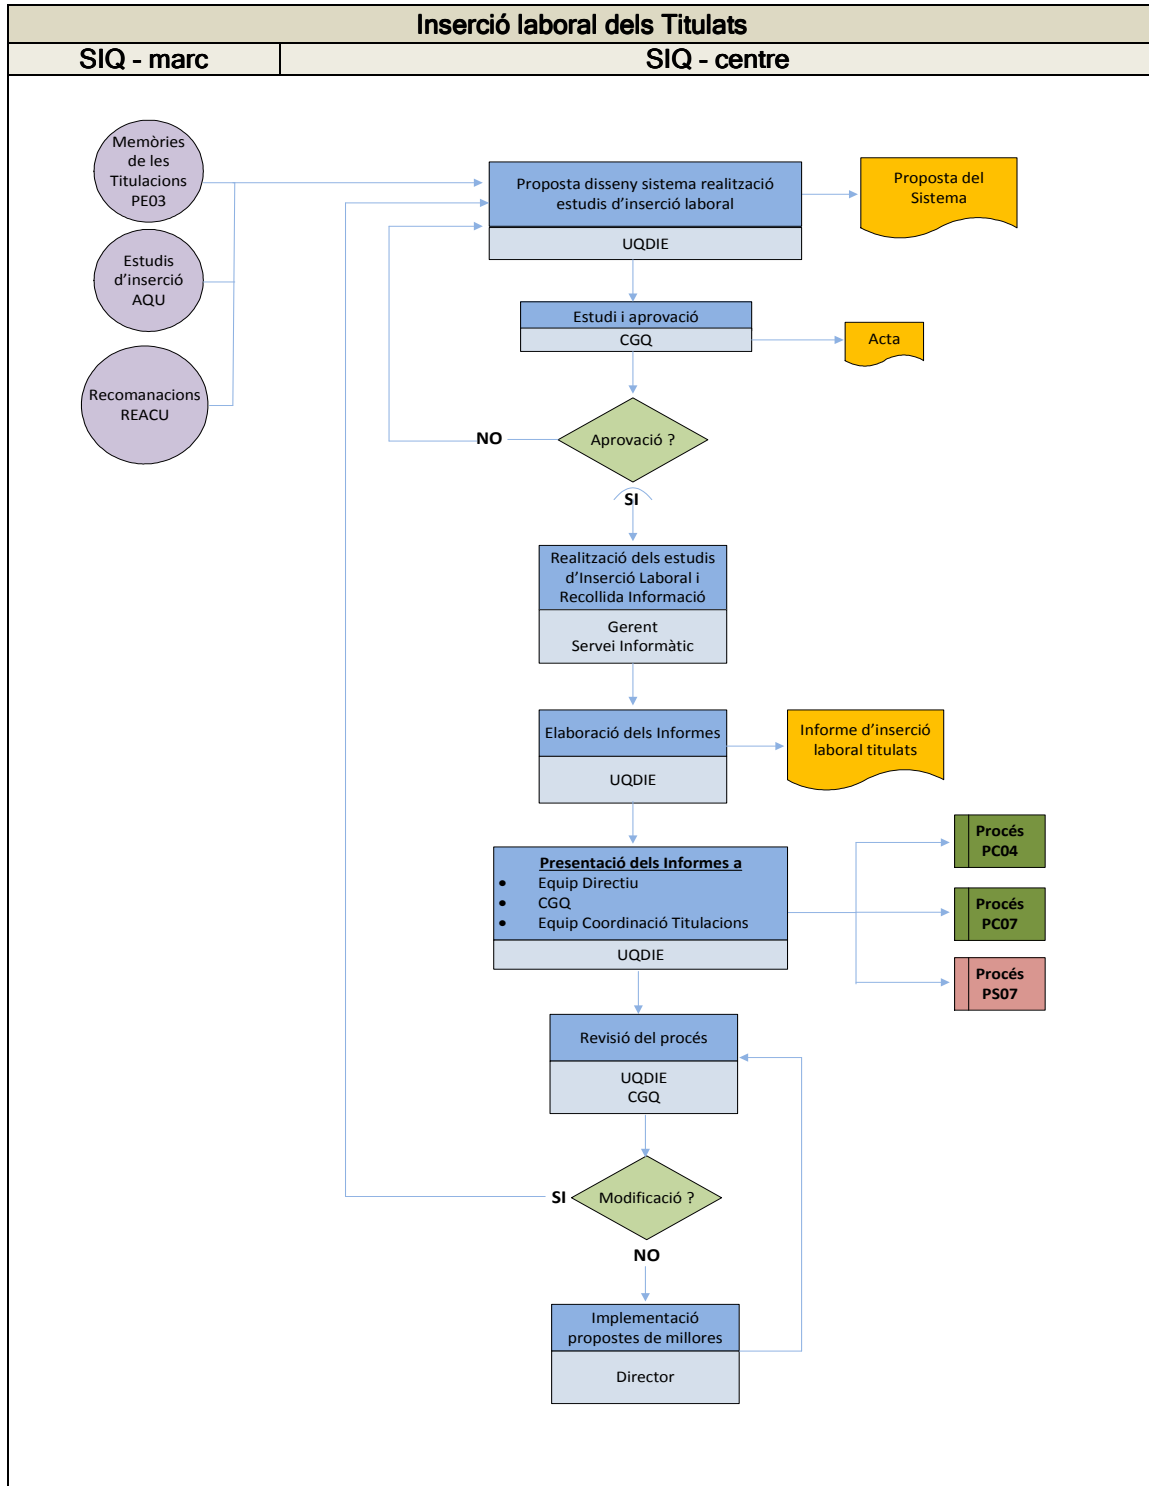 Inserció laboral dels Titulats
SIQ - marc
SIQ - centre
Memòries
de les
Titulacions
PE03
Estudis
d'inserció
AQU
Recomanacions
REACU
Proposta disseny sistema realització
estudis d'inserció laboral
UQDIE
Proposta del
Sistema
Estudi i aprovació
CGQ
Acta
Aprovació ?
NO
SI
Realització dels estudis
d'Inserció Laboral i
Recollida Informació
Gerent
Servei Informàtic
Elaboració dels Informes
UQDIE
Informe d'inserció
laboral titulats
Presentació dels Informes a
● Equip Directiu
● CGQ
● Equip Coordinació Titulacions
UQDIE
Procés
PC04
Procés
PC07
Procés
PS07
Revisió del procés
UQDIE
CGQ
SI
Modificació ?
NO
Implementació
propostes de millores
Director